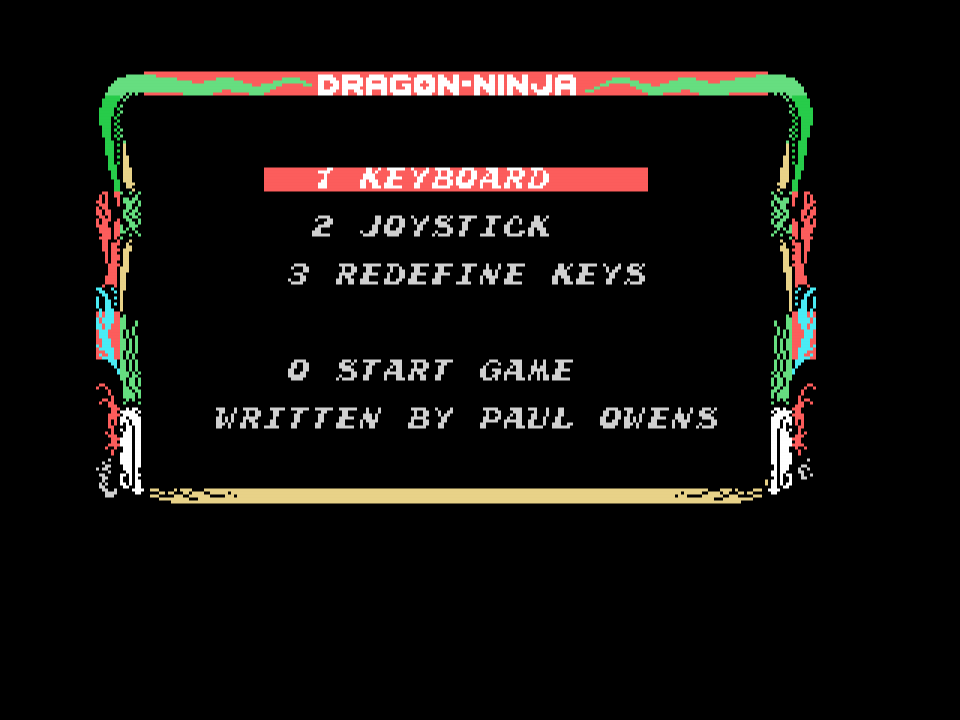 DRAGON-NINJA
1 KEYBOARD
2 JOYSTICK
3 REDEFINE KEYS
0 START GAME
WRITTEN BY PAUL OWENS